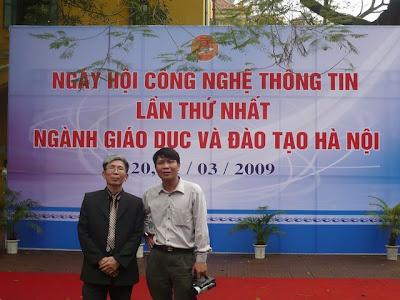 NGÀY HỘI CÔNG NGHỆ THÔNG TIN
LẦN THỨ NHẤT
NGÀNH GIÁO DỤC VÀ ĐÀO TẠO HÀ NỘI
20, / 03 / 2009